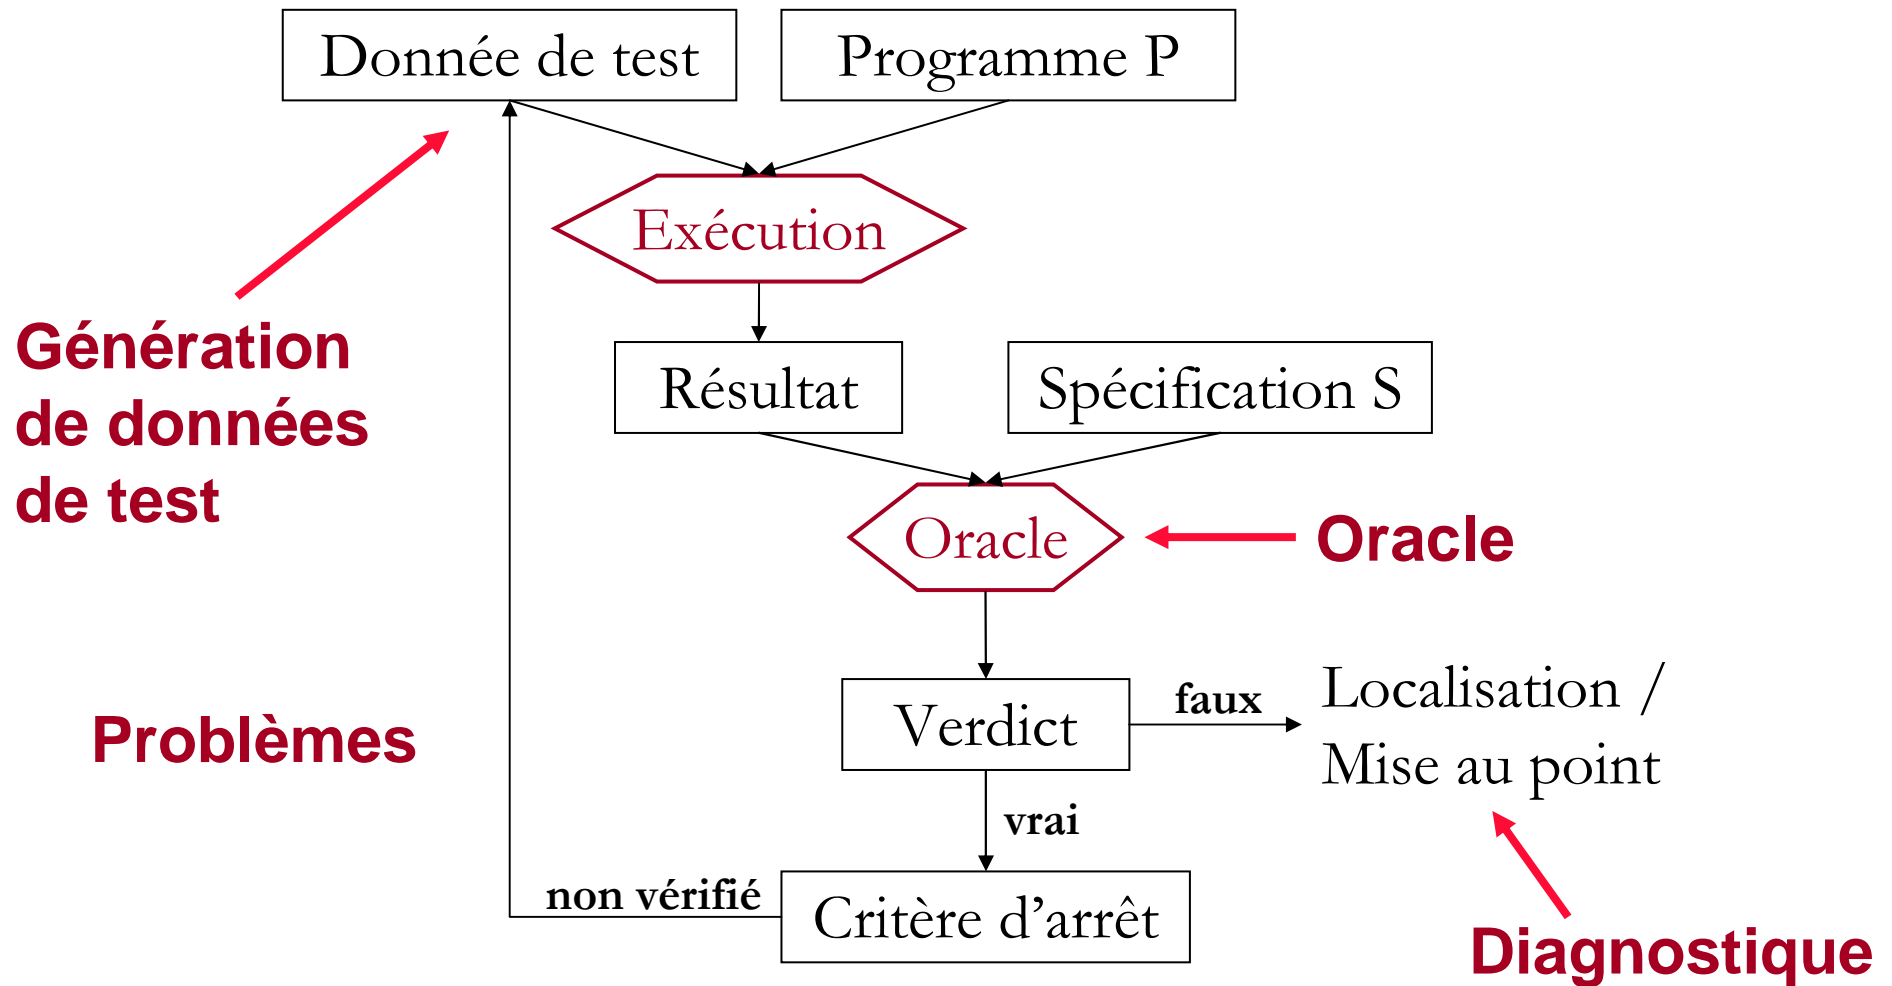 Donnée de test
Programme P
Exécution
Génération
de données
de test
Résultat
Spécification S
Oracle
Oracle
Problèmes
Verdict
faux
Localisation /
Mise au point
vrai
non vérifié
Critère d’arrêt
Diagnostique